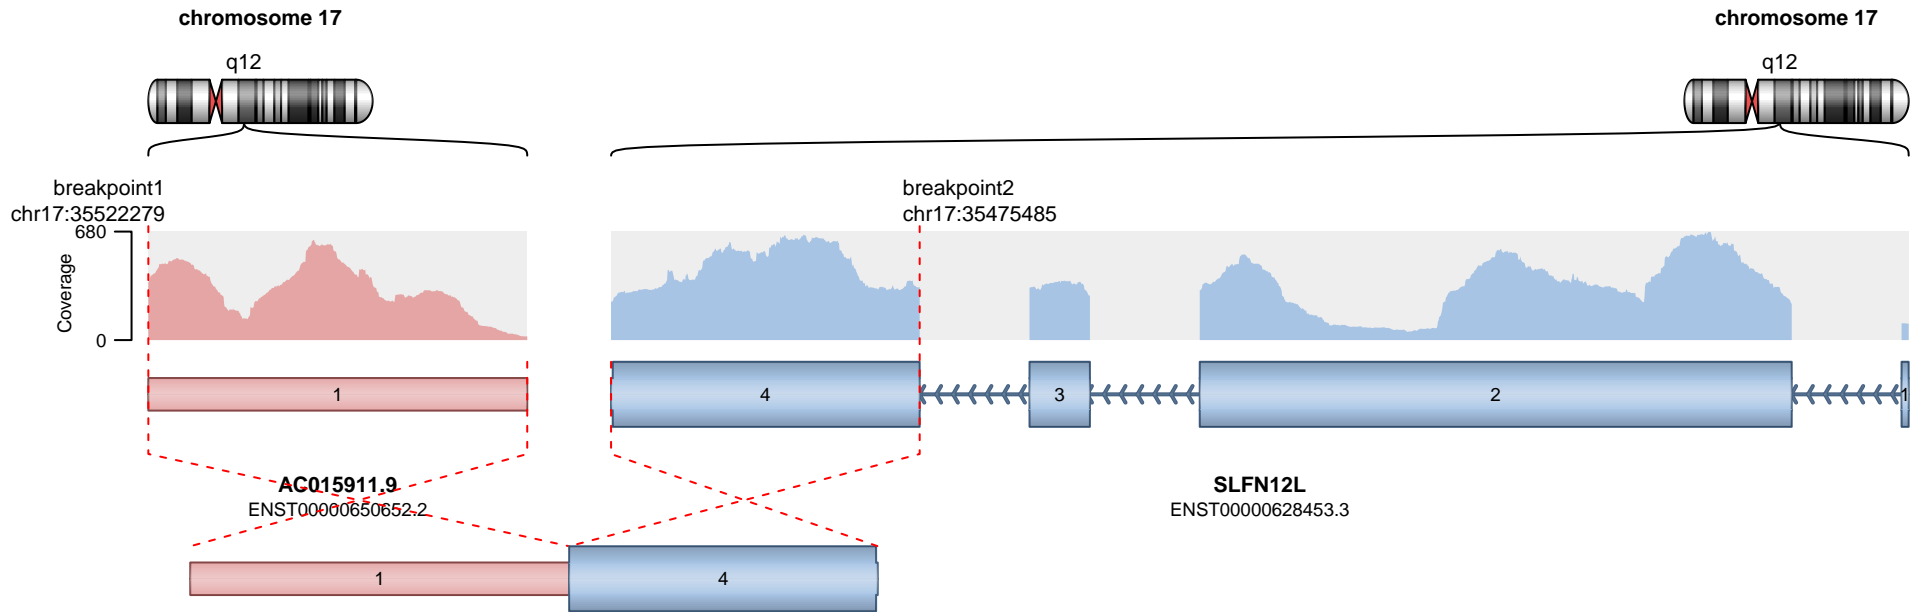 chromosome 17
chromosome 17
q12
q12
breakpoint1
chr17:35522279
breakpoint2
chr17:35475485
680
Coverage
0
1
4
3
2
1
AC015911.9
ENST00000650652.2
SLFN12L
ENST00000628453.3
1
4